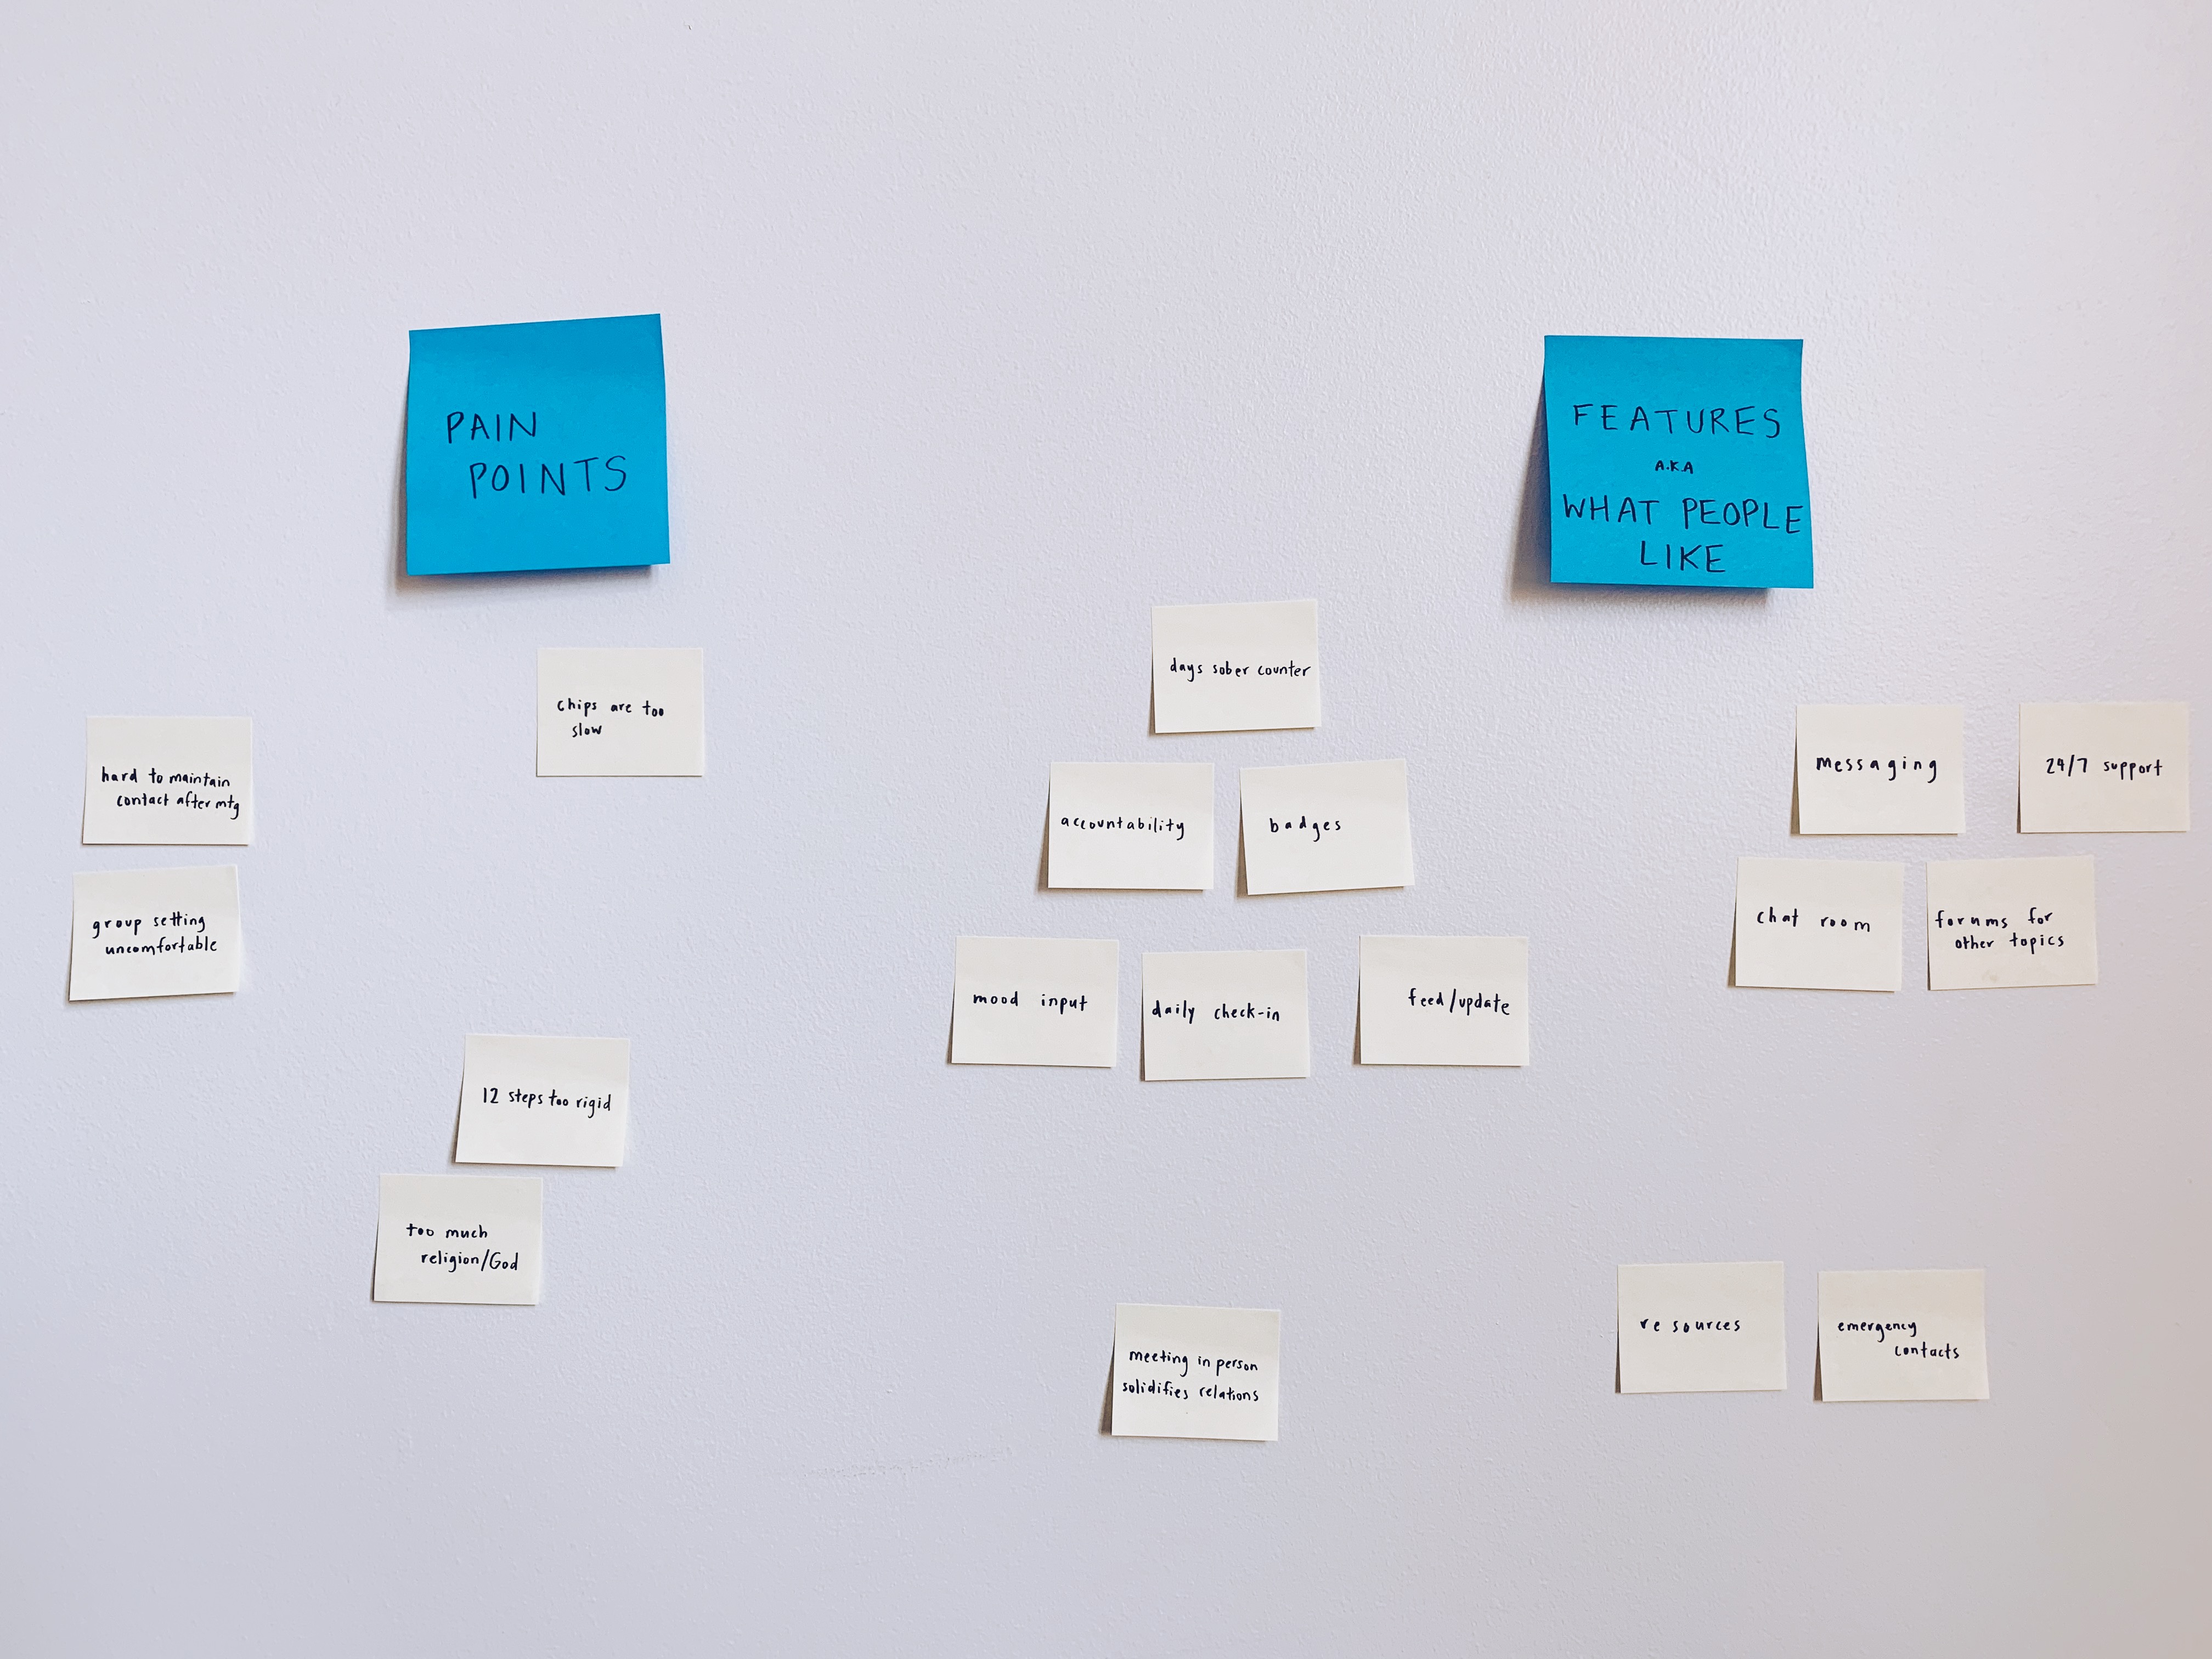 PAIN
POINTS
chips are too
slow
hard to maintain
contact after mtg
group setting
uncomfortable
12 steps too rigid
too much
religion/God
FEATURES
A.K.A
WHAT PEOPLE
LIKE
days sober counter
accountability
badges
mood input
daily check-in
feed/update
messaging
24/7 support
chat room
forums for
other topics
meeting in person
solidifies relations
resources
emergency
contacts